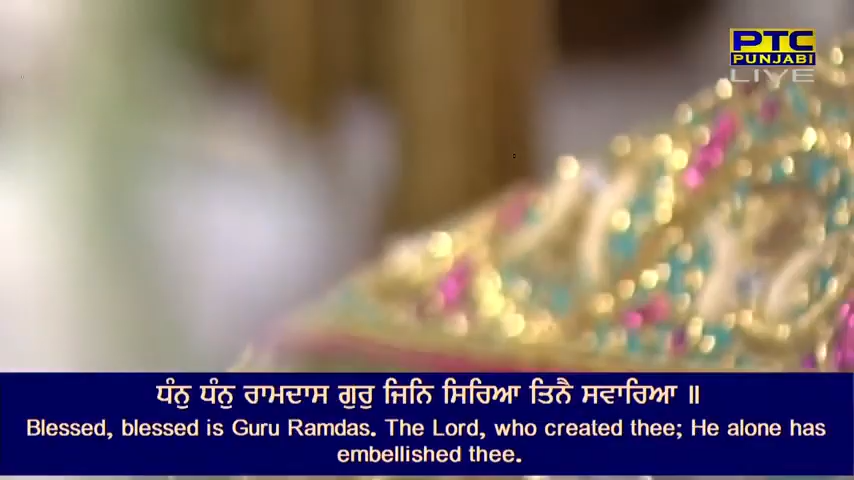 PTC
PUNJABI
LIVE
ਧੰਨੁ ਧੰਨੁ ਰਾਮਦਾਸ ਗੁਰੁ ਜਿਨਿ ਸਿਰਿਆ ਤਿਨੈ ਸਵਾਰਿਆ ॥
Blessed, blessed is Guru Ramdas. The Lord, who created thee; He alone has
embellished thee.